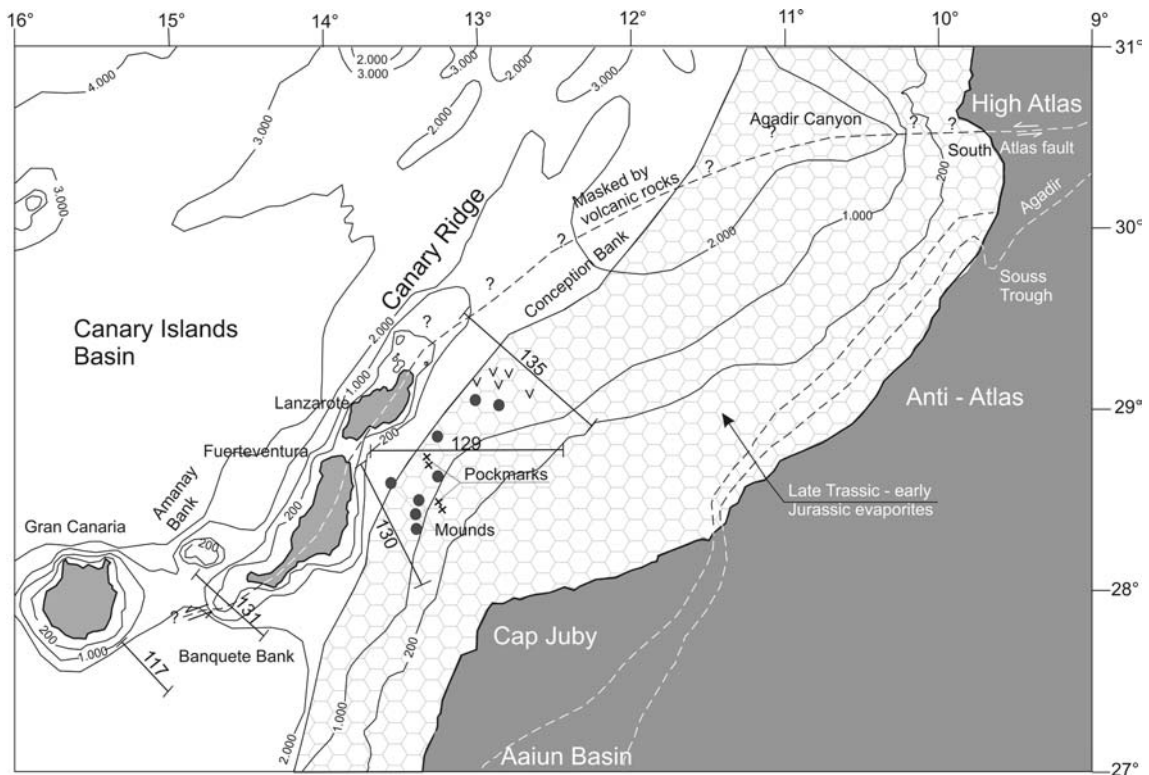 16°
15°
14°
13°
12°
11°
10°
9°
31°
30°
29°
28°
27°
4.000
3.000
2.000
3.000
3.000
2.000
3.000
2.000
3.000
High Atlas
Agadir Canyon
?
?
?
South
Atlas fault
200
Masked by
volcanic rocks
?
?
?
?
Agadir
1.000
2.000
Souss
Trough
Canary Ridge
Conception Bank
2.000
Canary Islands
Basin
1.000
135
Lanzarote
Anti - Atlas
200
129
Fuerteventura
Pockmarks
Late Trassic - early
Jurassic evaporites
Amanay
Bank
200
Gran Canaria
Mounds
130
200
131
?
Cap Juby
200
1.000
Banquete Bank
117
200
1.000
2.000
Aaiun Basin